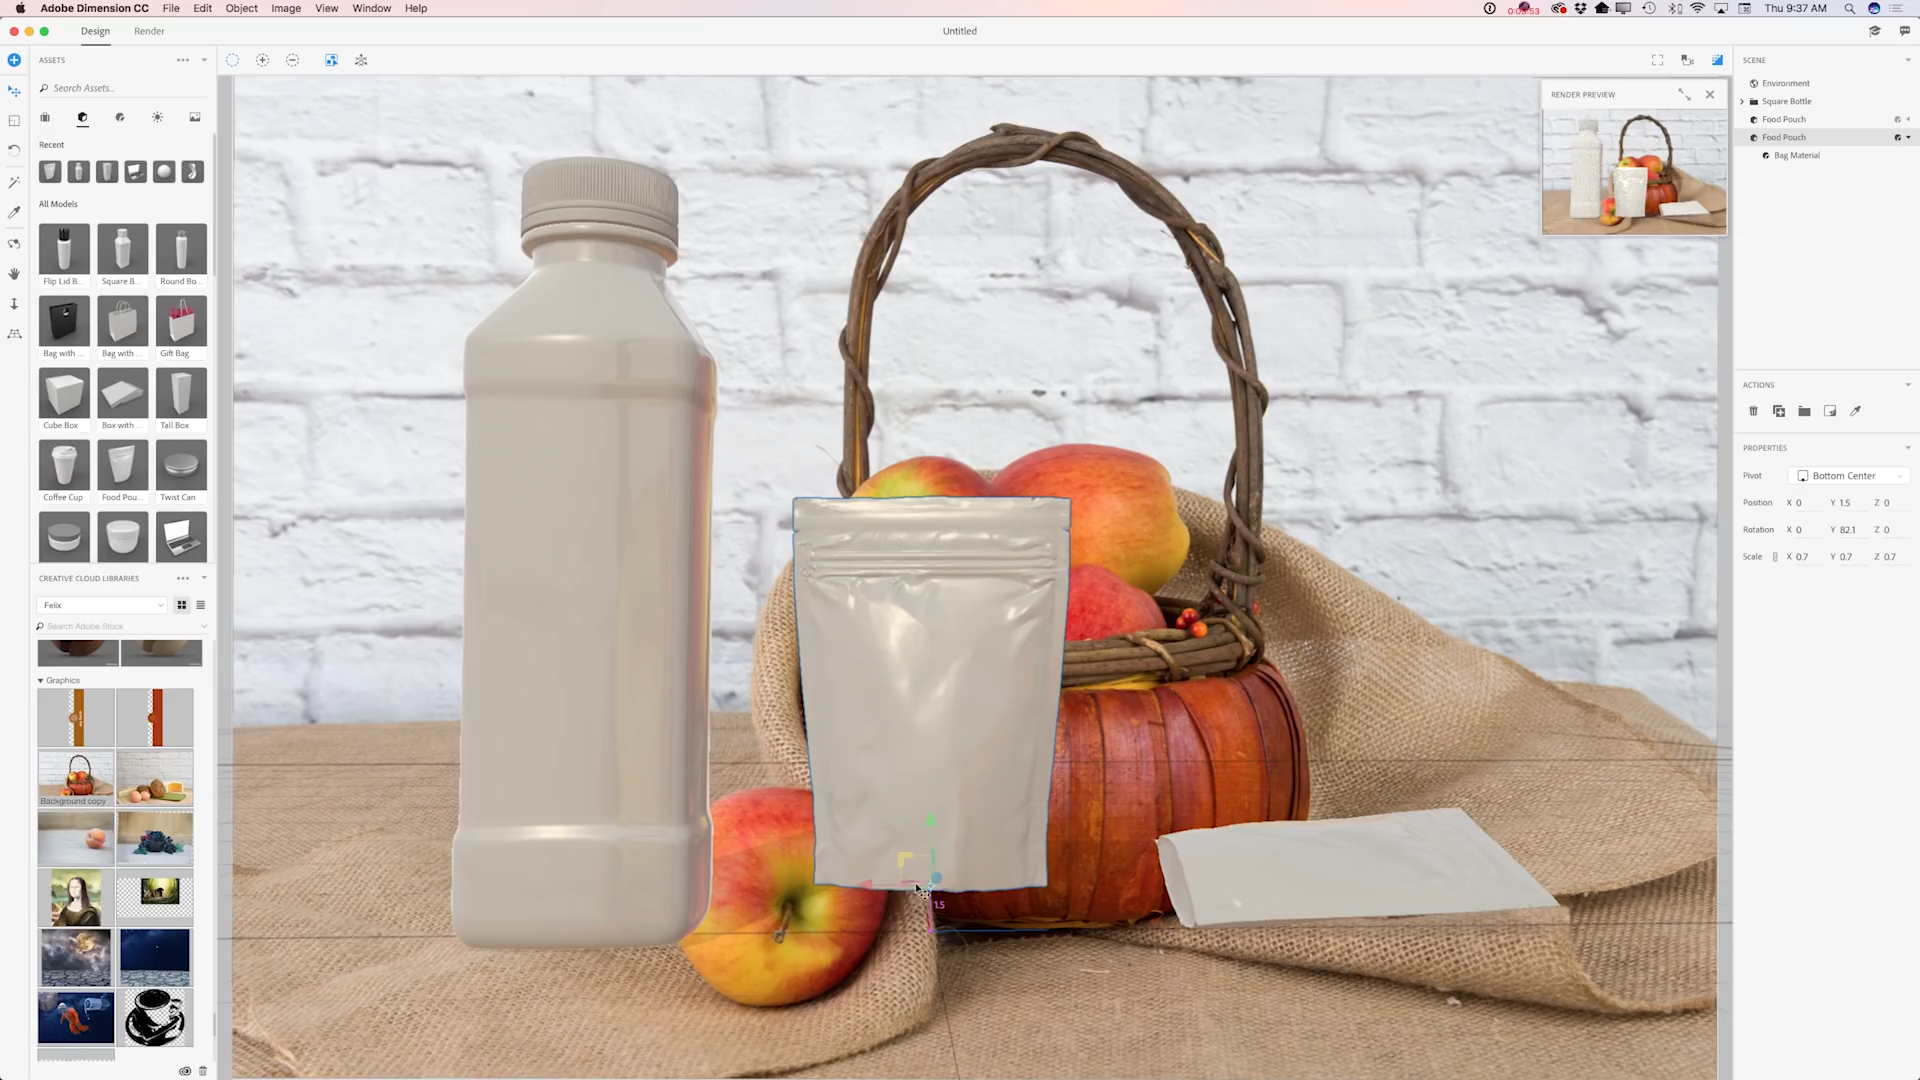 Adobe Dimension CC File Edit Object Image View Window Help
0:00:53
Thu 9:37 AM
Design Render
Untitled
ASSETS
Search Assets...
Recent
All Models
Flip Lid B... Square B... Round Bo...
Bag with ... Bag with ... Gift Bag
Cube Box Box with ... Tall Box
Coffee Cup Food Pou... Twist Can
CREATIVE CLOUD LIBRARIES
Felix
Search Adobe Stock
Graphics
Background copy
1.5
RENDER PREVIEW
SCENE
Environment
Square Bottle
Food Pouch
Food Pouch
Bag Material
ACTIONS
PROPERTIES
Pivot Bottom Center
Position X 0 Y 1.5 Z 0
Rotation X 0 Y 82.1 Z 0
Scale X 0.7 Y 0.7 Z 0.7